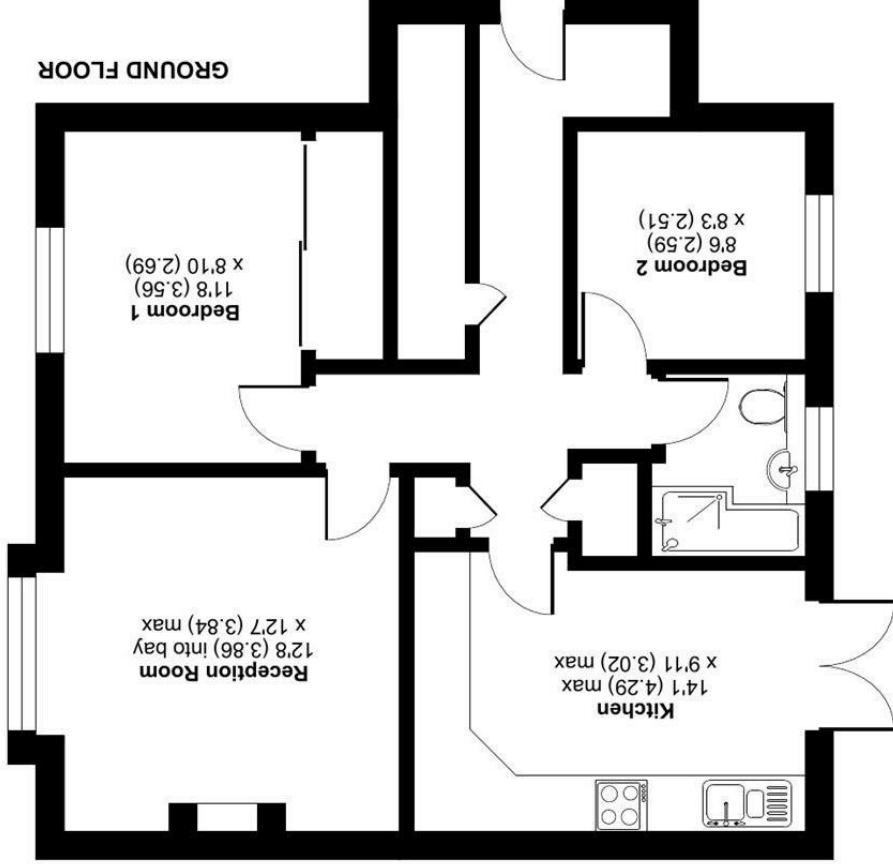 Kitchen
14'1 (4.29) max
x 9'11 (3.02) max
Reception Room
12'8 (3.86) into bay
x 12'7 (3.84) max
Bedroom 2
8'6 (2.59)
x 8'3 (2.51)
Bedroom 1
11'8 (3.56)
x 8'10 (2.69)
GROUND FLOOR